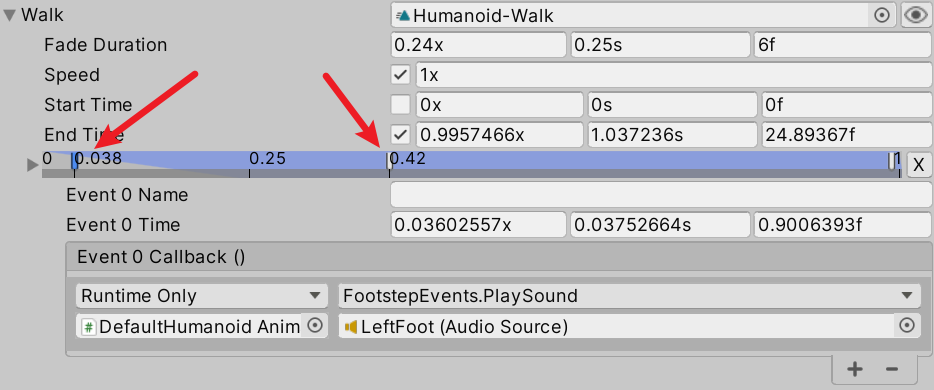 Walk Humanoid-Walk
Fade Duration 0.24x 0.25s 6f
Speed 1x
Start Time 0x 0s 0f
End Time 0.9957466x 1.037236s 24.89367f
0 0.038 0.25 0.42 1 X
Event 0 Name
Event 0 Time 0.03602557x 0.03752664s 0.9006393f
Event 0 Callback ()
Runtime Only FootstepEvents.PlaySound
# DefaultHumanoid Anim LeftFoot (Audio Source)
+ −